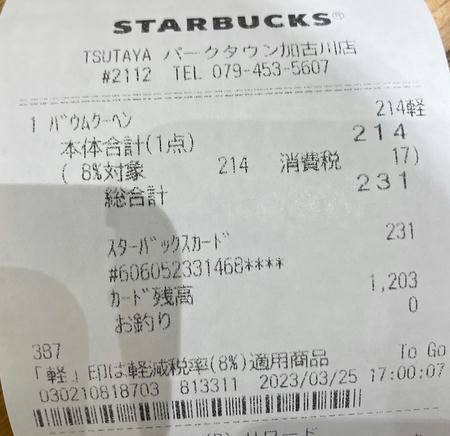 STARBUCKS®
TSUTAYA パークタウン加古川店
#2112 TEL 079-453-5607
1 バウムクーヘン 214軽
本体合計(1点) 214
( 8%対象 214 消費税 17)
総合計 231
スターバックスカード 231
#606052331468****
カード残高 1,203
お釣り 0
387 To Go
「軽」印は軽減税率(8%)適用商品
030210818703 813311 2023/03/25 17:00:07